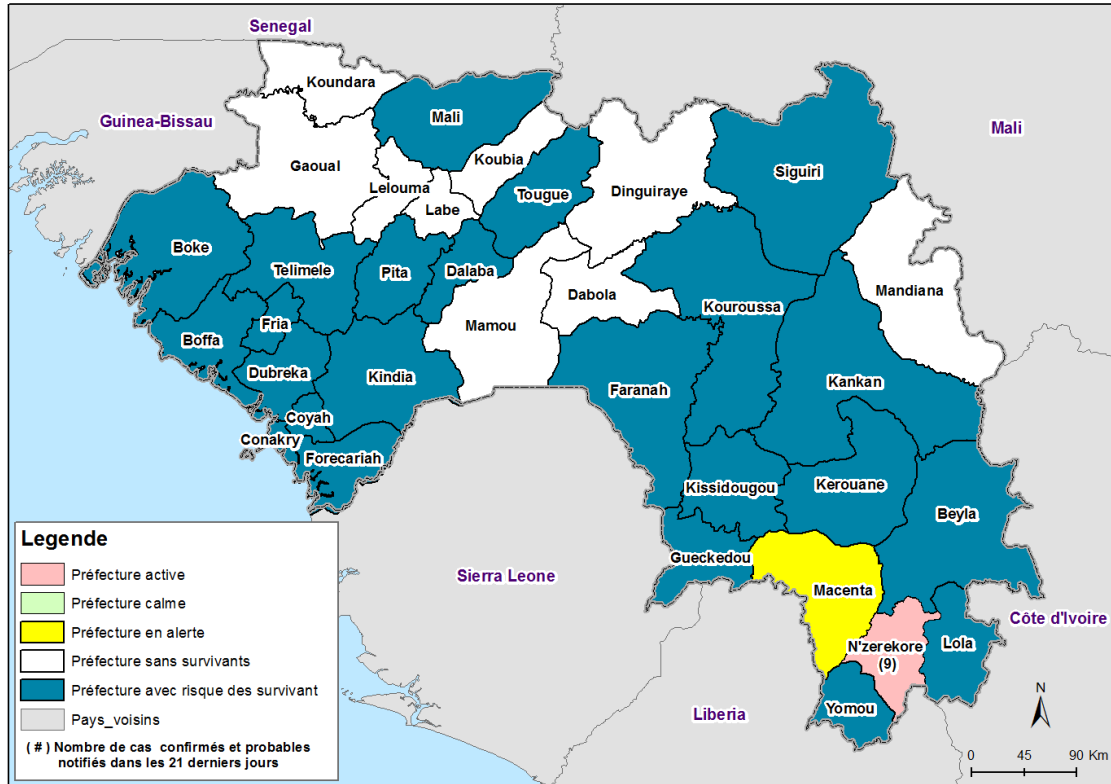 Senegal
Koundara
Mali
Guinea-Bissau
Mali
Koubia
Gaoual
Lelouma
Siguiri
Tougue
Dinguiraye
Labe
Boke
Telimele
Pita
Dalaba
Mandiana
Dabola
Kouroussa
Fria
Mamou
Boffa
Dubreka
Kindia
Faranah
Kankan
Coyah
Conakry
Forecariah
Kissidougou
Kerouane
Beyla
Gueckedou
Sierra Leone
Macenta
Côte d'Ivoire
N'zerekore
(9)
Lola
Yomou
Liberia
Legende
Préfecture active
Préfecture calme
Préfecture en alerte
Préfecture sans survivants
Préfecture avec risque des survivant
Pays_voisins
( # ) Nombre de cas confirmés et probables
notifiés dans les 21 derniers jours
N
0 45 90 Km